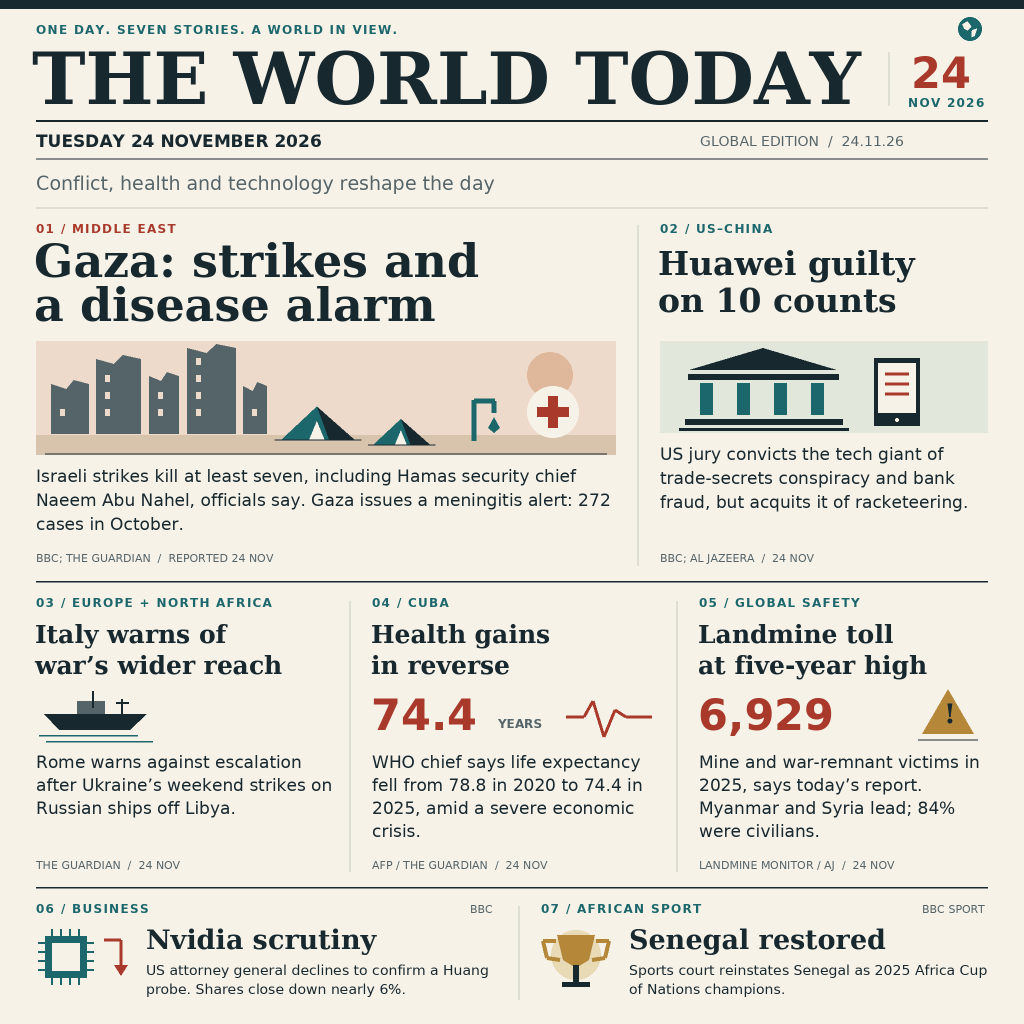 ONE DAY. SEVEN STORIES. A WORLD IN VIEW.
THE WORLD TODAY
24
NOV 2026
TUESDAY 24 NOVEMBER 2026
GLOBAL EDITION / 24.11.26
Conflict, health and technology reshape the day
01 / MIDDLE EAST
Gaza: strikes and
a disease alarm
Israeli strikes kill at least seven, including Hamas security chief
Naeem Abu Nahel, officials say. Gaza issues a meningitis alert: 272
cases in October.
BBC; THE GUARDIAN / REPORTED 24 NOV
02 / US–CHINA
Huawei guilty
on 10 counts
US jury convicts the tech giant of
trade-secrets conspiracy and bank
fraud, but acquits it of racketeering.
BBC; AL JAZEERA / 24 NOV
03 / EUROPE + NORTH AFRICA
Italy warns of
war’s wider reach
Rome warns against escalation
after Ukraine’s weekend strikes on
Russian ships off Libya.
THE GUARDIAN / 24 NOV
04 / CUBA
Health gains
in reverse
74.4 YEARS
WHO chief says life expectancy
fell from 78.8 in 2020 to 74.4 in
2025, amid a severe economic
crisis.
AFP / THE GUARDIAN / 24 NOV
05 / GLOBAL SAFETY
Landmine toll
at five-year high
6,929
!
Mine and war-remnant victims in
2025, says today’s report.
Myanmar and Syria lead; 84%
were civilians.
LANDMINE MONITOR / AJ / 24 NOV
06 / BUSINESS
BBC
Nvidia scrutiny
US attorney general declines to confirm a Huang
probe. Shares close down nearly 6%.
07 / AFRICAN SPORT
BBC SPORT
Senegal restored
Sports court reinstates Senegal as 2025 Africa Cup
of Nations champions.